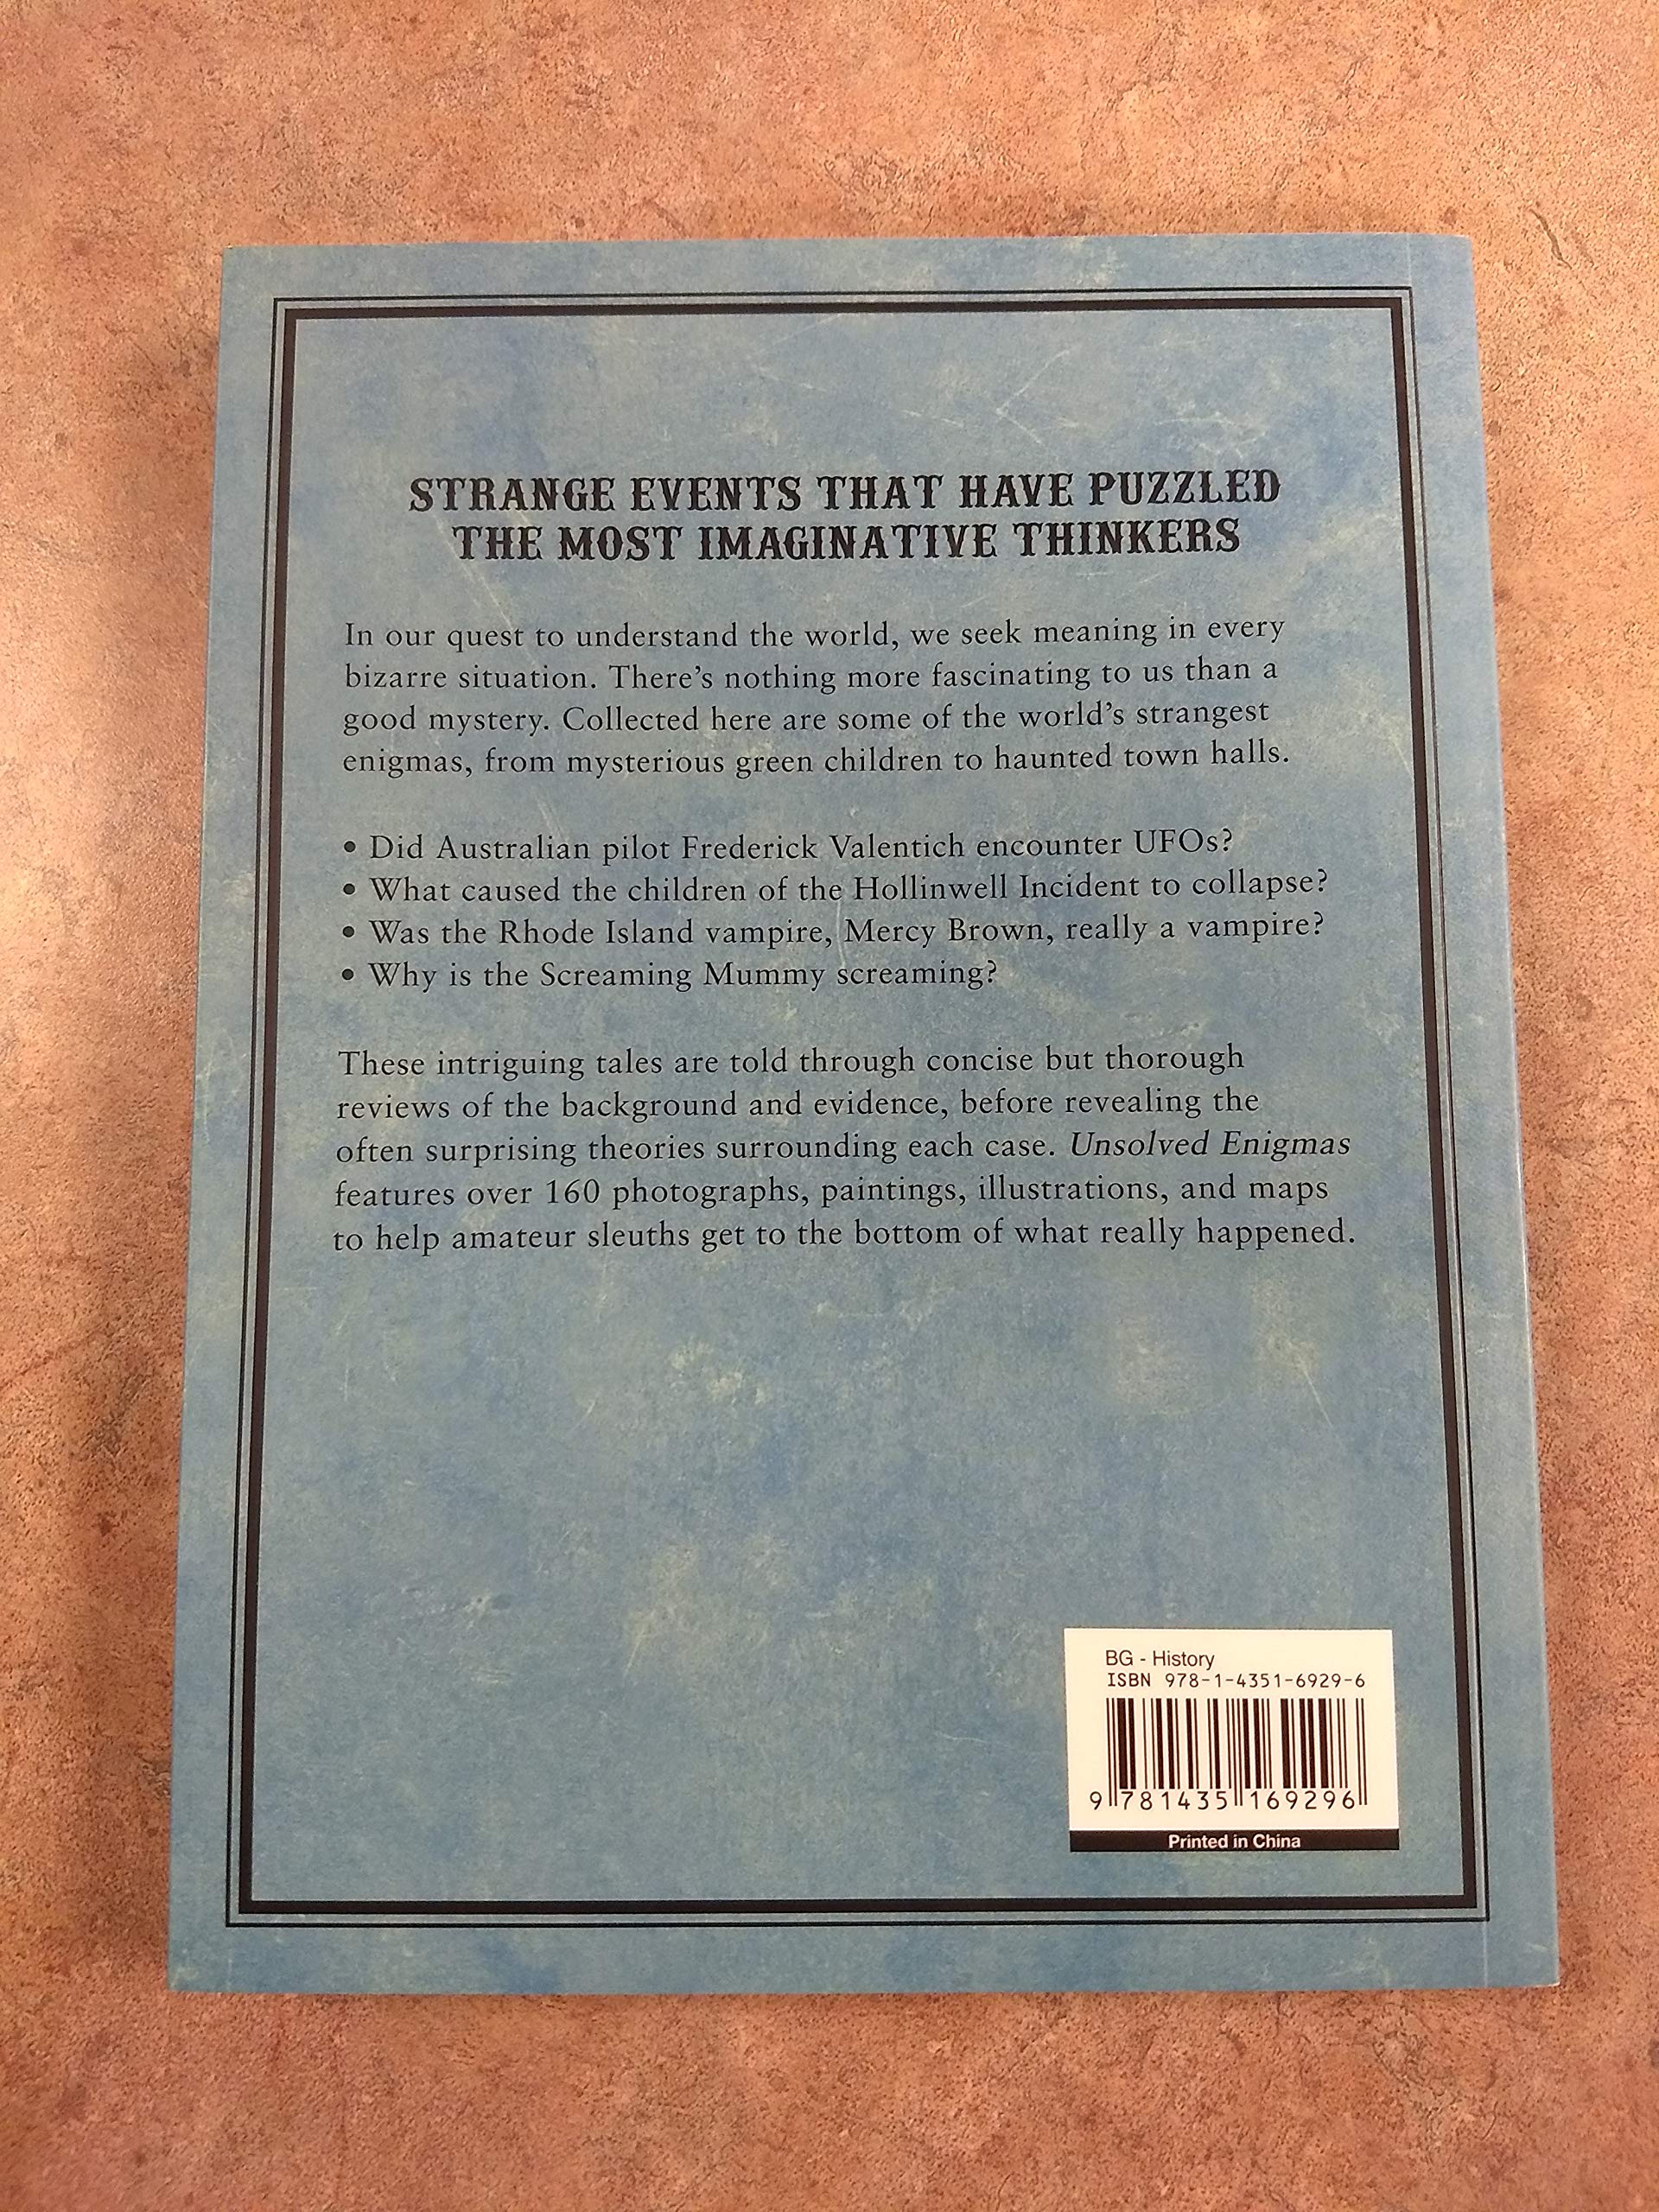 STRANGE EVENTS THAT HAVE PUZZLED
THE MOST IMAGINATIVE THINKERS
In our quest to understand the world, we seek meaning in every
bizarre situation. There's nothing more fascinating to us than a
good mystery. Collected here are some of the world's strangest
enigmas, from mysterious green children to haunted town halls.
• Did Australian pilot Frederick Valentich encounter UFOs?
• What caused the children of the Hollinwell Incident to collapse?
• Was the Rhode Island vampire, Mercy Brown, really a vampire?
• Why is the Screaming Mummy screaming?
These intriguing tales are told through concise but thorough
reviews of the background and evidence, before revealing the
often surprising theories surrounding each case. Unsolved Enigmas
features over 160 photographs, paintings, illustrations, and maps
to help amateur sleuths get to the bottom of what really happened.
BG - History
ISBN 978-1-4351-6929-6
9 781435 169296
Printed in China